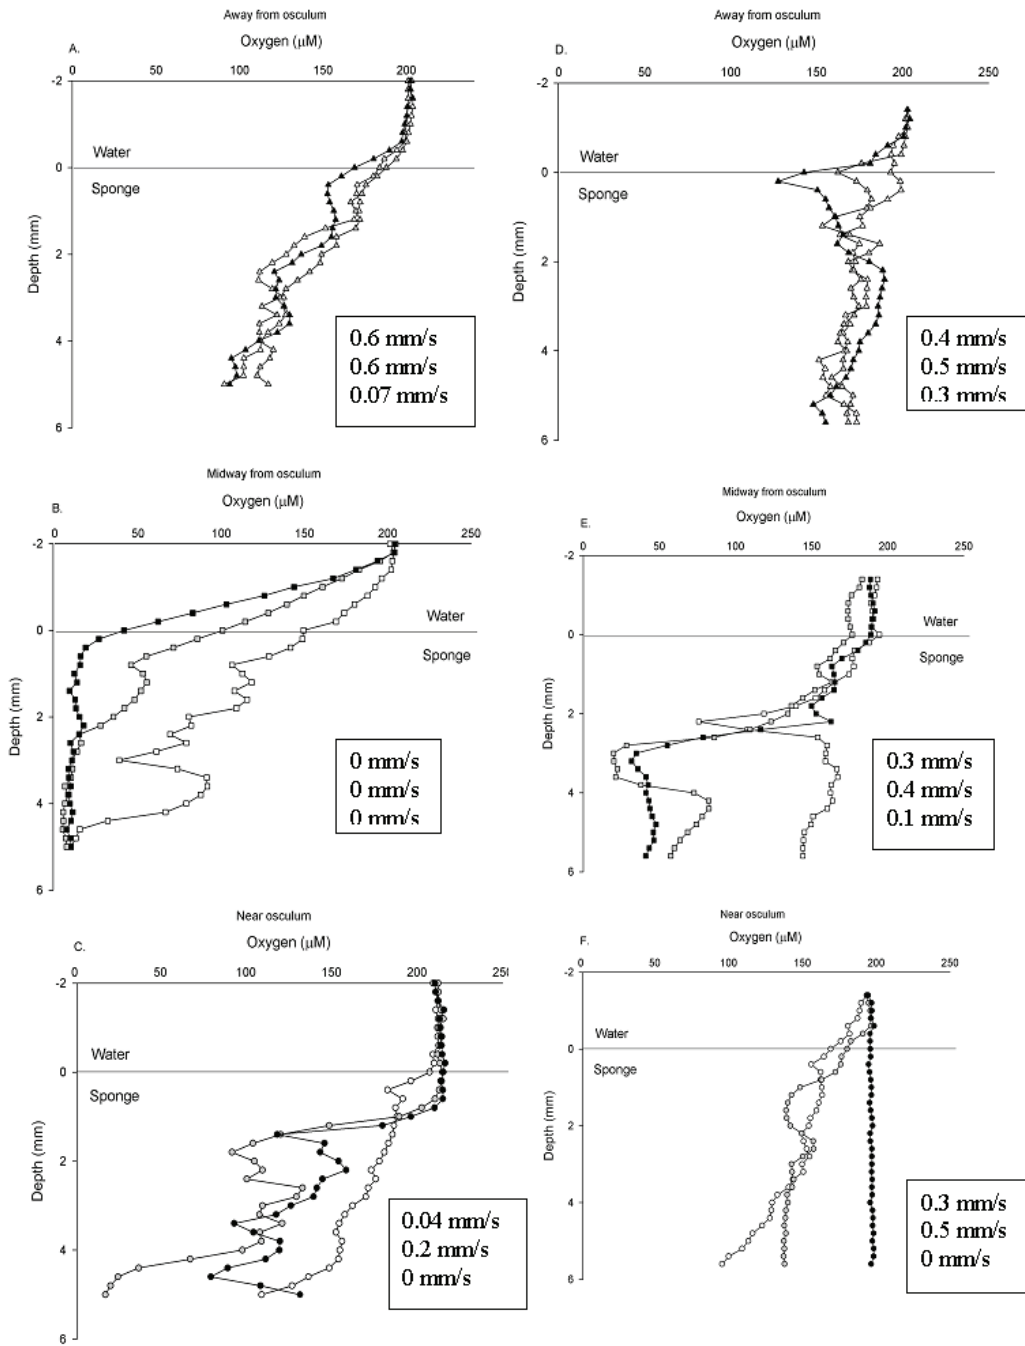 Away from osculum
A.
Oxygen (μM)
0 50 100 150 200 250
-2
Water
0
Sponge
2
4
6
Depth (mm)
0.6 mm/s
0.6 mm/s
0.07 mm/s
Away from osculum
D.
Oxygen (μM)
0 50 100 150 200 250
-2
Water
0
Sponge
2
4
6
Depth (mm)
0.4 mm/s
0.5 mm/s
0.3 mm/s
Midway from osculum
B.
Oxygen (μM)
0 50 100 150 200 250
-2
Water
0
Sponge
2
4
6
Depth (mm)
0 mm/s
0 mm/s
0 mm/s
Midway from osculum
E.
Oxygen (μM)
0 50 100 150 200 250
-2
Water
0
Sponge
2
4
6
Depth (mm)
0.3 mm/s
0.4 mm/s
0.1 mm/s
Near osculum
C.
Oxygen (μM)
0 50 100 150 200 250
-2
Water
0
Sponge
2
4
6
Depth (mm)
0.04 mm/s
0.2 mm/s
0 mm/s
Near osculum
F.
Oxygen (μM)
0 50 100 150 200 250
-2
Water
0
Sponge
2
4
6
Depth (mm)
0.3 mm/s
0.5 mm/s
0 mm/s